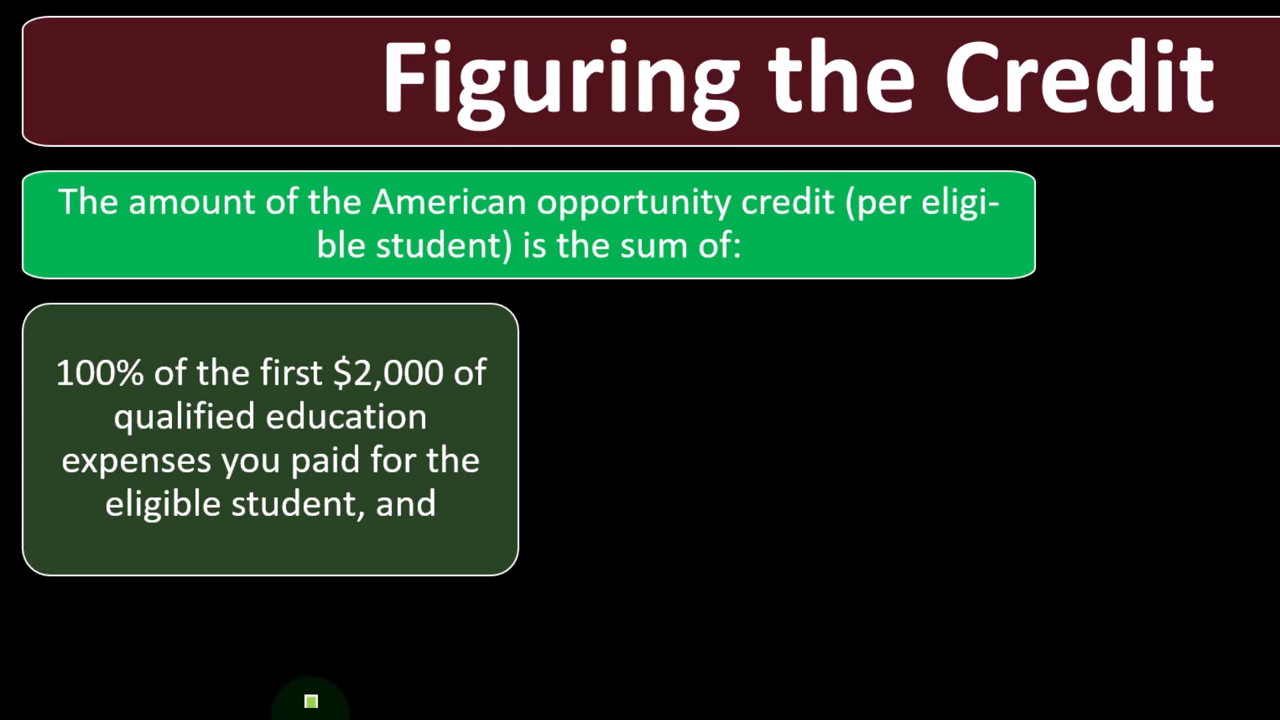 Figuring the Credit
The amount of the American opportunity credit (per eligi-
ble student) is the sum of:
100% of the first $2,000 of
qualified education
expenses you paid for the
eligible student, and